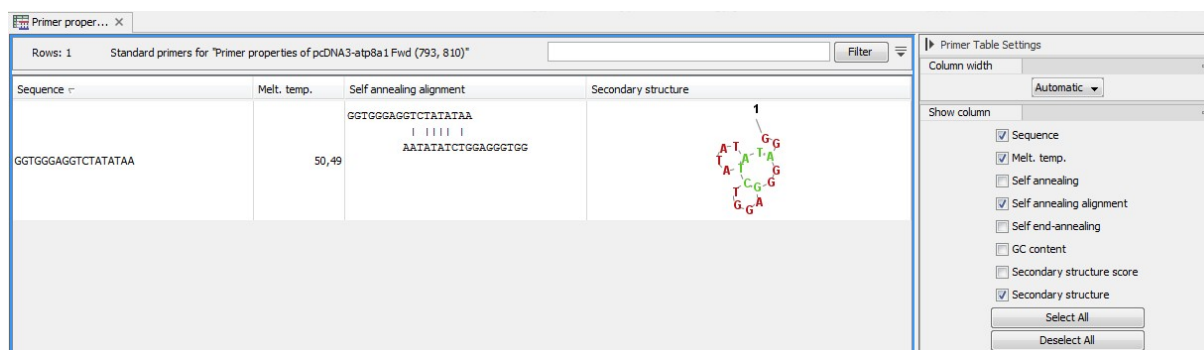 Primer proper... ×
Rows: 1 Standard primers for "Primer properties of pcDNA3-atp8a1 Fwd (793, 810)" Filter
Sequence Melt. temp. Self annealing alignment Secondary structure
GGTGGGAGGTCTATATAA
AATATATCTGGAGGGTGG
GGTGGGAGGTCTATATAA 50,49
1
Primer Table Settings
Column width
Automatic
Show column
Sequence
Melt. temp.
Self annealing
Self annealing alignment
Self end-annealing
GC content
Secondary structure score
Secondary structure
Select All
Deselect All